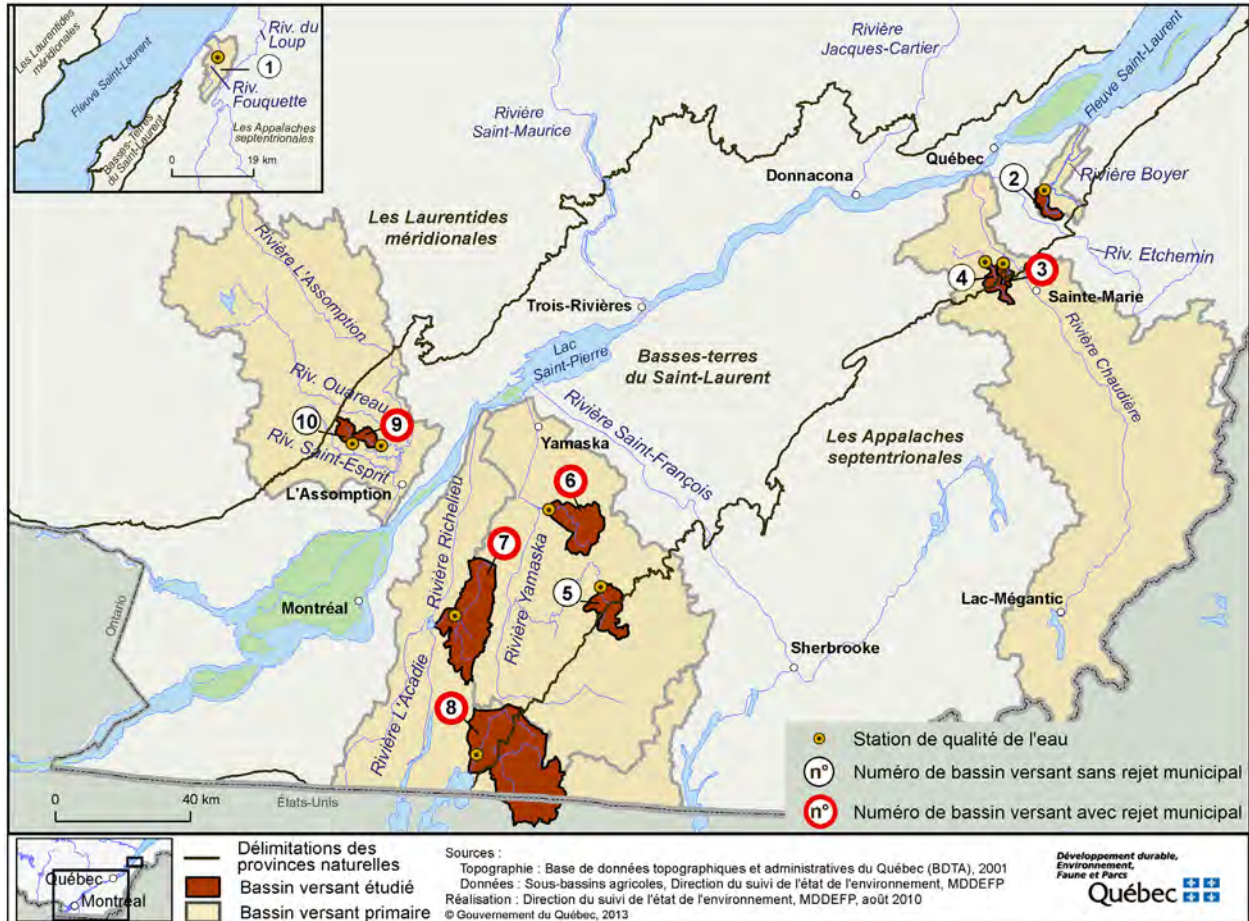 Les Laurentides
méridionales
Fleuve Saint-Laurent
Riv. du
Loup
1
Riv.
Fouquette
Les Appalaches
septentrionales
Basses-Terres
du Saint-Laurent
0 19 km
Rivière
Jacques-Cartier
Fleuve Saint-Laurent
Rivière
Saint-Maurice
Québec
2
Rivière Boyer
Donnacona
Riv. Etchemin
Les Laurentides
méridionales
Rivière L'Assomption
4
3
Sainte-Marie
Trois-Rivières
Rivière Chaudière
Lac
Saint-Pierre
Basses-terres
du Saint-Laurent
Riv. Ouareau
10
9
Riv. Saint-Esprit
Rivière Saint-François
Yamaska
Les Appalaches
septentrionales
L'Assomption
6
Rivière Richelieu
7
Rivière Yamaska
5
Montréal
Ontario
Lac-Mégantic
Sherbrooke
Rivière L'Acadie
8
0 40 km
États-Unis
Station de qualité de l'eau
n° Numéro de bassin versant sans rejet municipal
n° Numéro de bassin versant avec rejet municipal
Québec
Montréal
Délimitations des
provinces naturelles
Bassin versant étudié
Bassin versant primaire
Sources :
Topographie : Base de données topographiques et administratives du Québec (BDTA), 2001
Données : Sous-bassins agricoles, Direction du suivi de l'état de l'environnement, MDDEFP
Réalisation : Direction du suivi de l'état de l'environnement, MDDEFP, août 2010
© Gouvernement du Québec, 2013
Développement durable,
Environnement,
Faune et Parcs
Québec